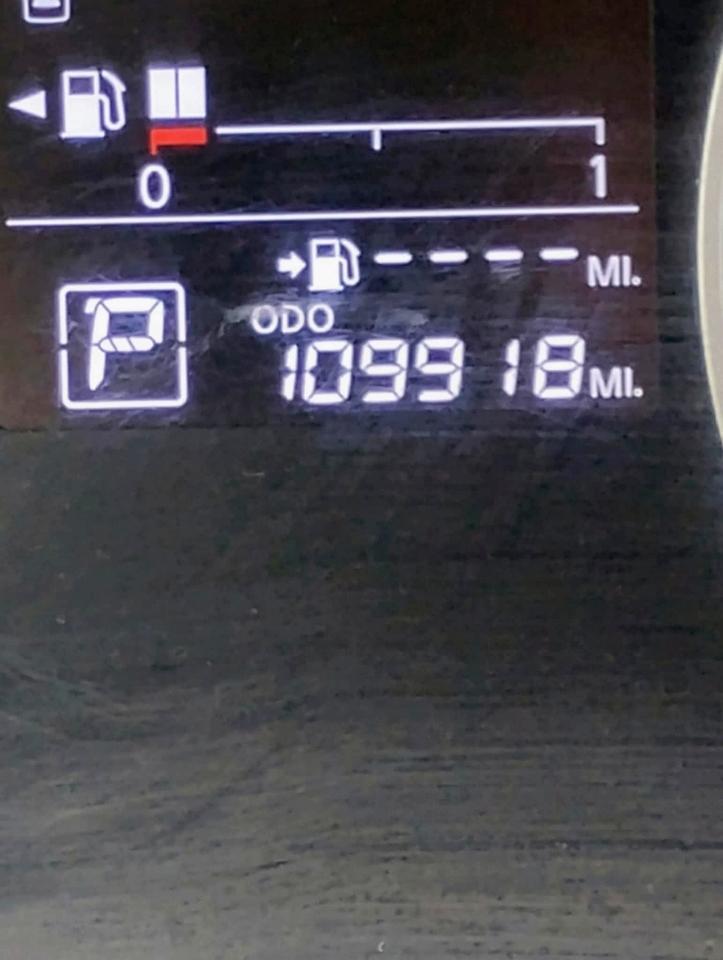 0 1
---- MI.
P
ODO
109918 MI.